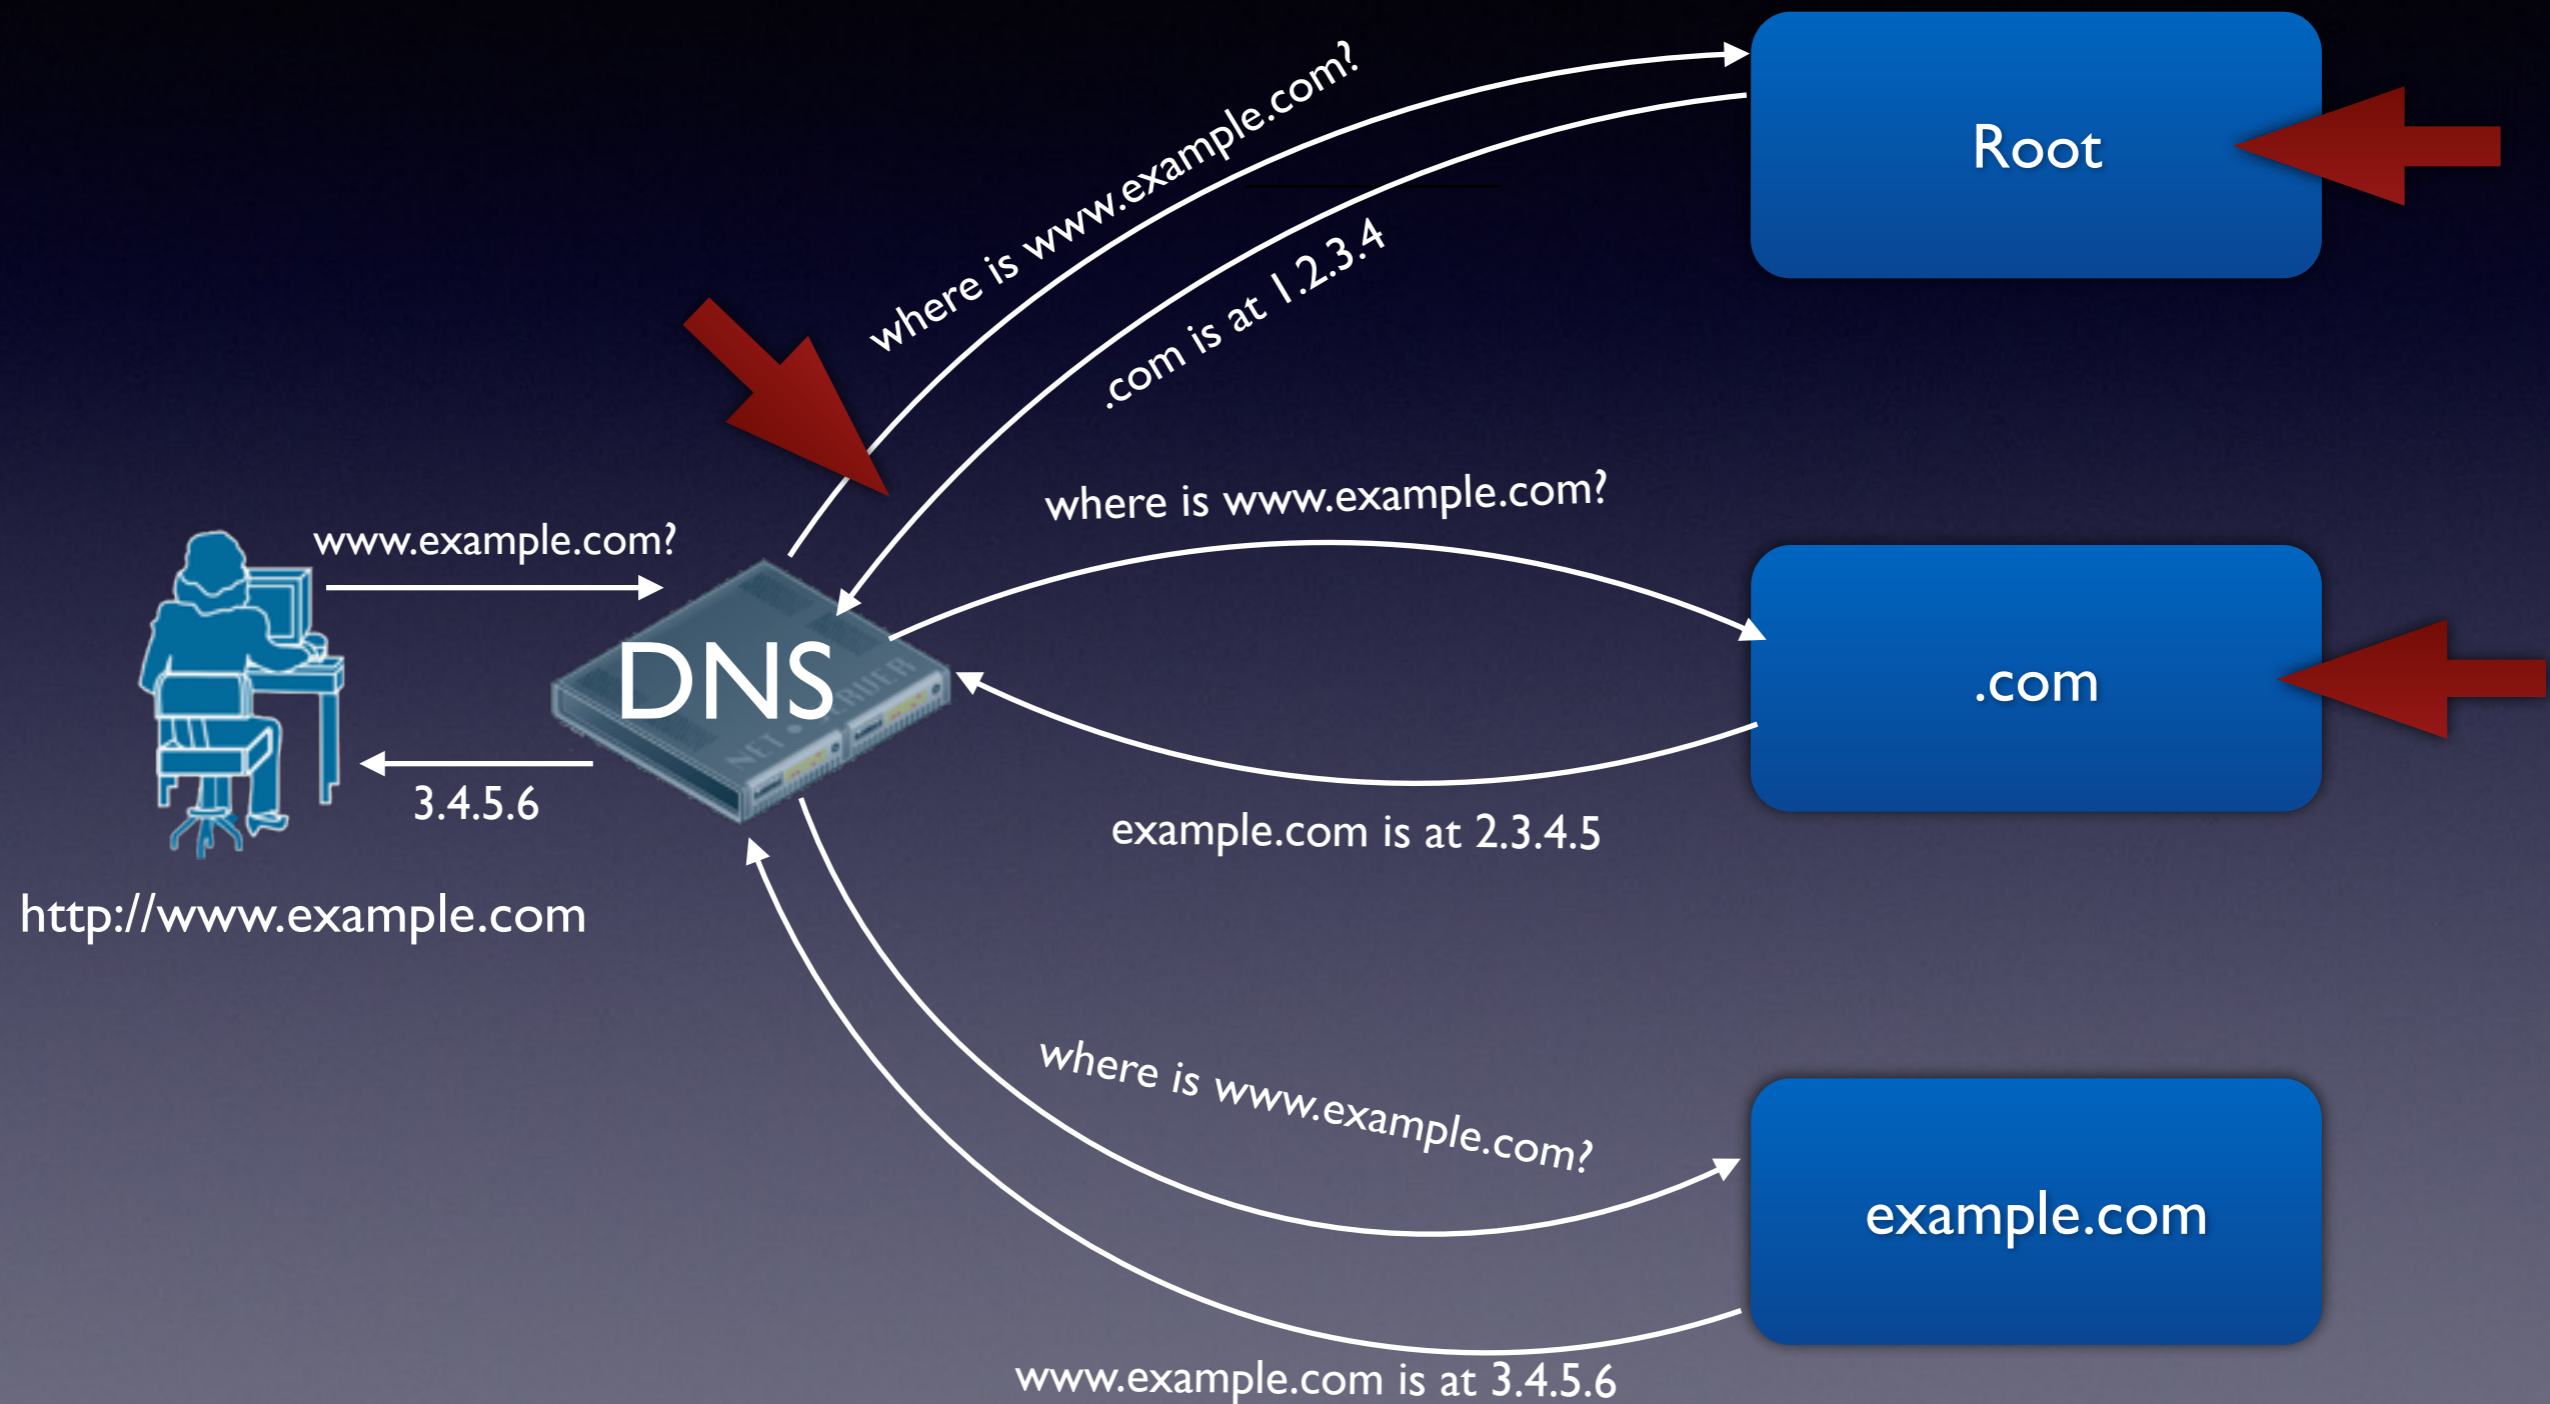 where is www.example.com?
.com is at 1.2.3.4
Root
www.example.com?
where is www.example.com?
DNS
NET • SERVER
.com
3.4.5.6
example.com is at 2.3.4.5
http://www.example.com
where is www.example.com?
example.com
www.example.com is at 3.4.5.6